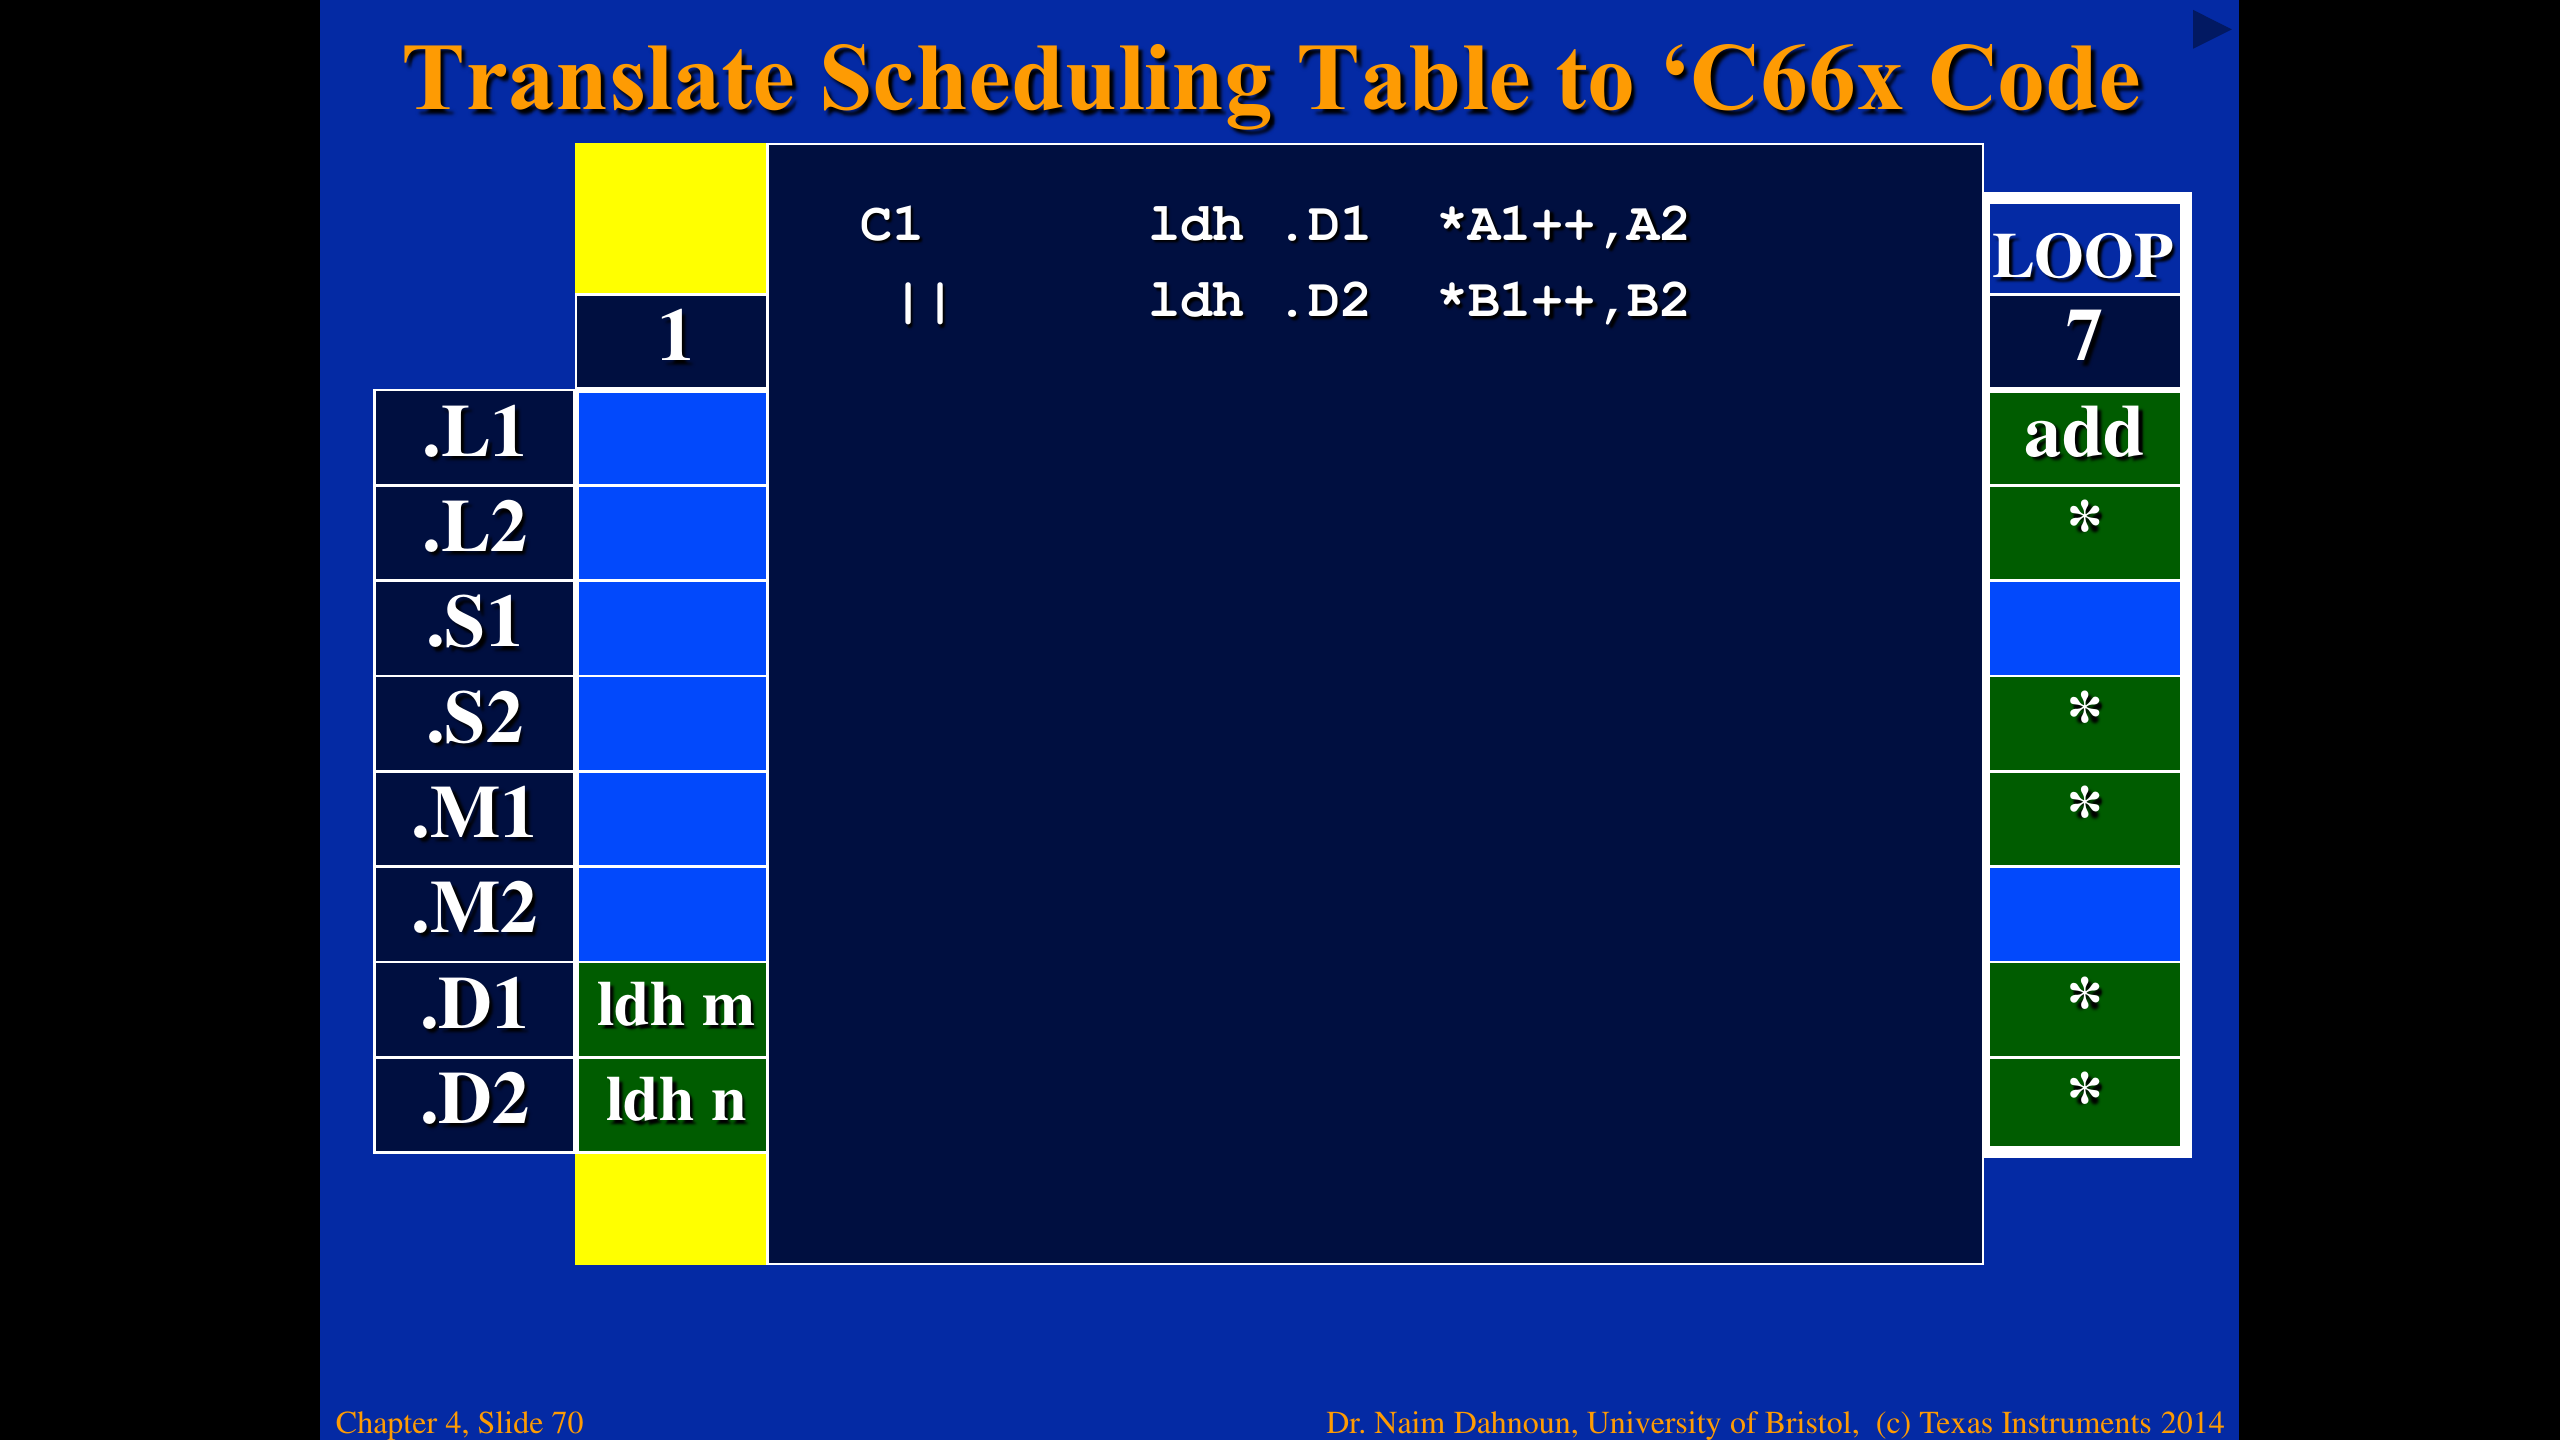 Translate Scheduling Table to ‘C66x Code
C1 ldh .D1 *A1++,A2
|| ldh .D2 *B1++,B2
LOOP
1 7
.L1 add
.L2 *
.S1
.S2 *
.M1 *
.M2
.D1 ldh m *
.D2 ldh n *
Chapter 4, Slide 70
Dr. Naim Dahnoun, University of Bristol, (c) Texas Instruments 2014